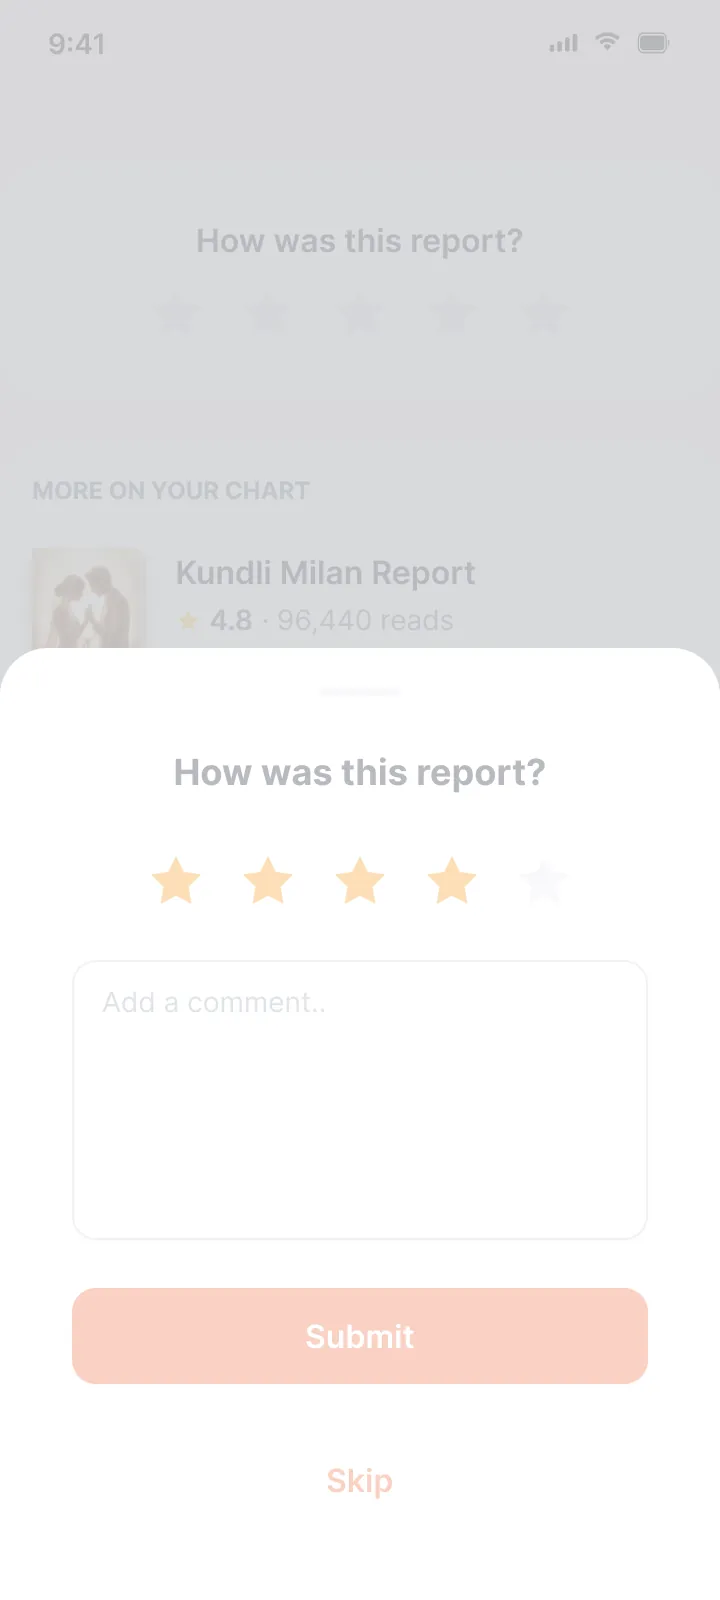 9:41
How was this report?
MORE ON YOUR CHART
Kundli Milan Report
4.8 · 96,440 reads
How was this report?
Add a comment..
Submit
Skip